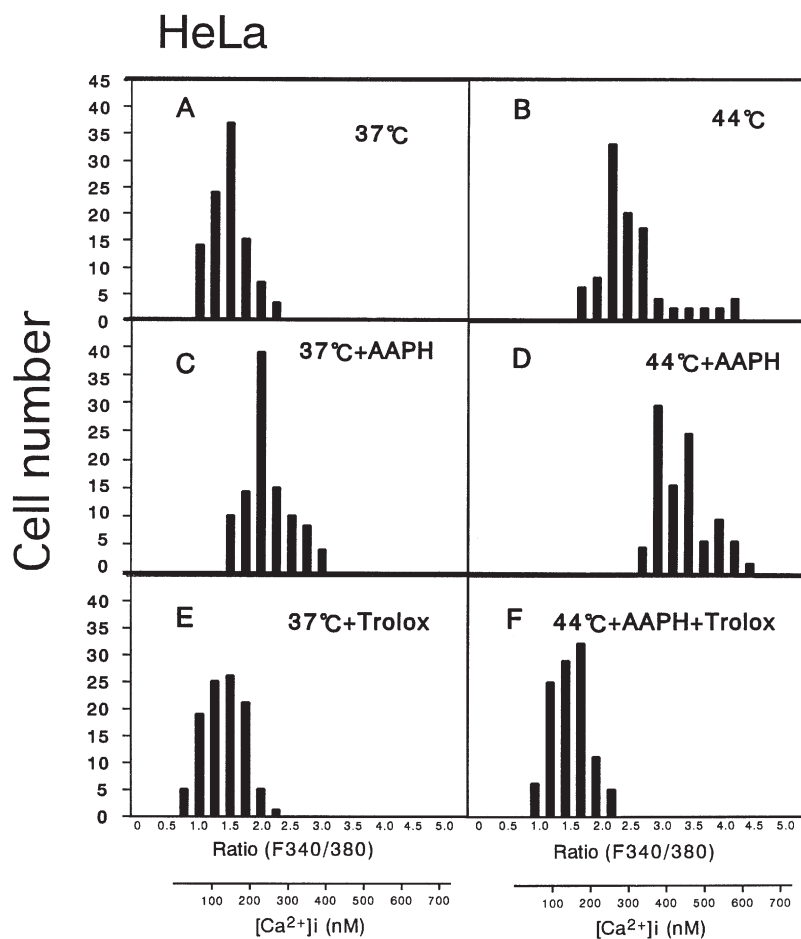 HeLa
Cell number
45
40
35
30
25
20
15
10
5
0
A
37°C
B
44°C
40
35
30
25
20
15
10
5
0
C
37°C+AAPH
D
44°C+AAPH
40
35
30
25
20
15
10
5
0
E
37°C+Trolox
F
44°C+AAPH+Trolox
0 0.5 1.0 1.5 2.0 2.5 3.0 3.5 4.0 4.5 5.0
0 0.5 1.0 1.5 2.0 2.5 3.0 3.5 4.0 4.5 5.0
Ratio (F340/380)
Ratio (F340/380)
100 200 300 400 500 600 700
100 200 300 400 500 600 700
[Ca2+]i (nM)
[Ca2+]i (nM)